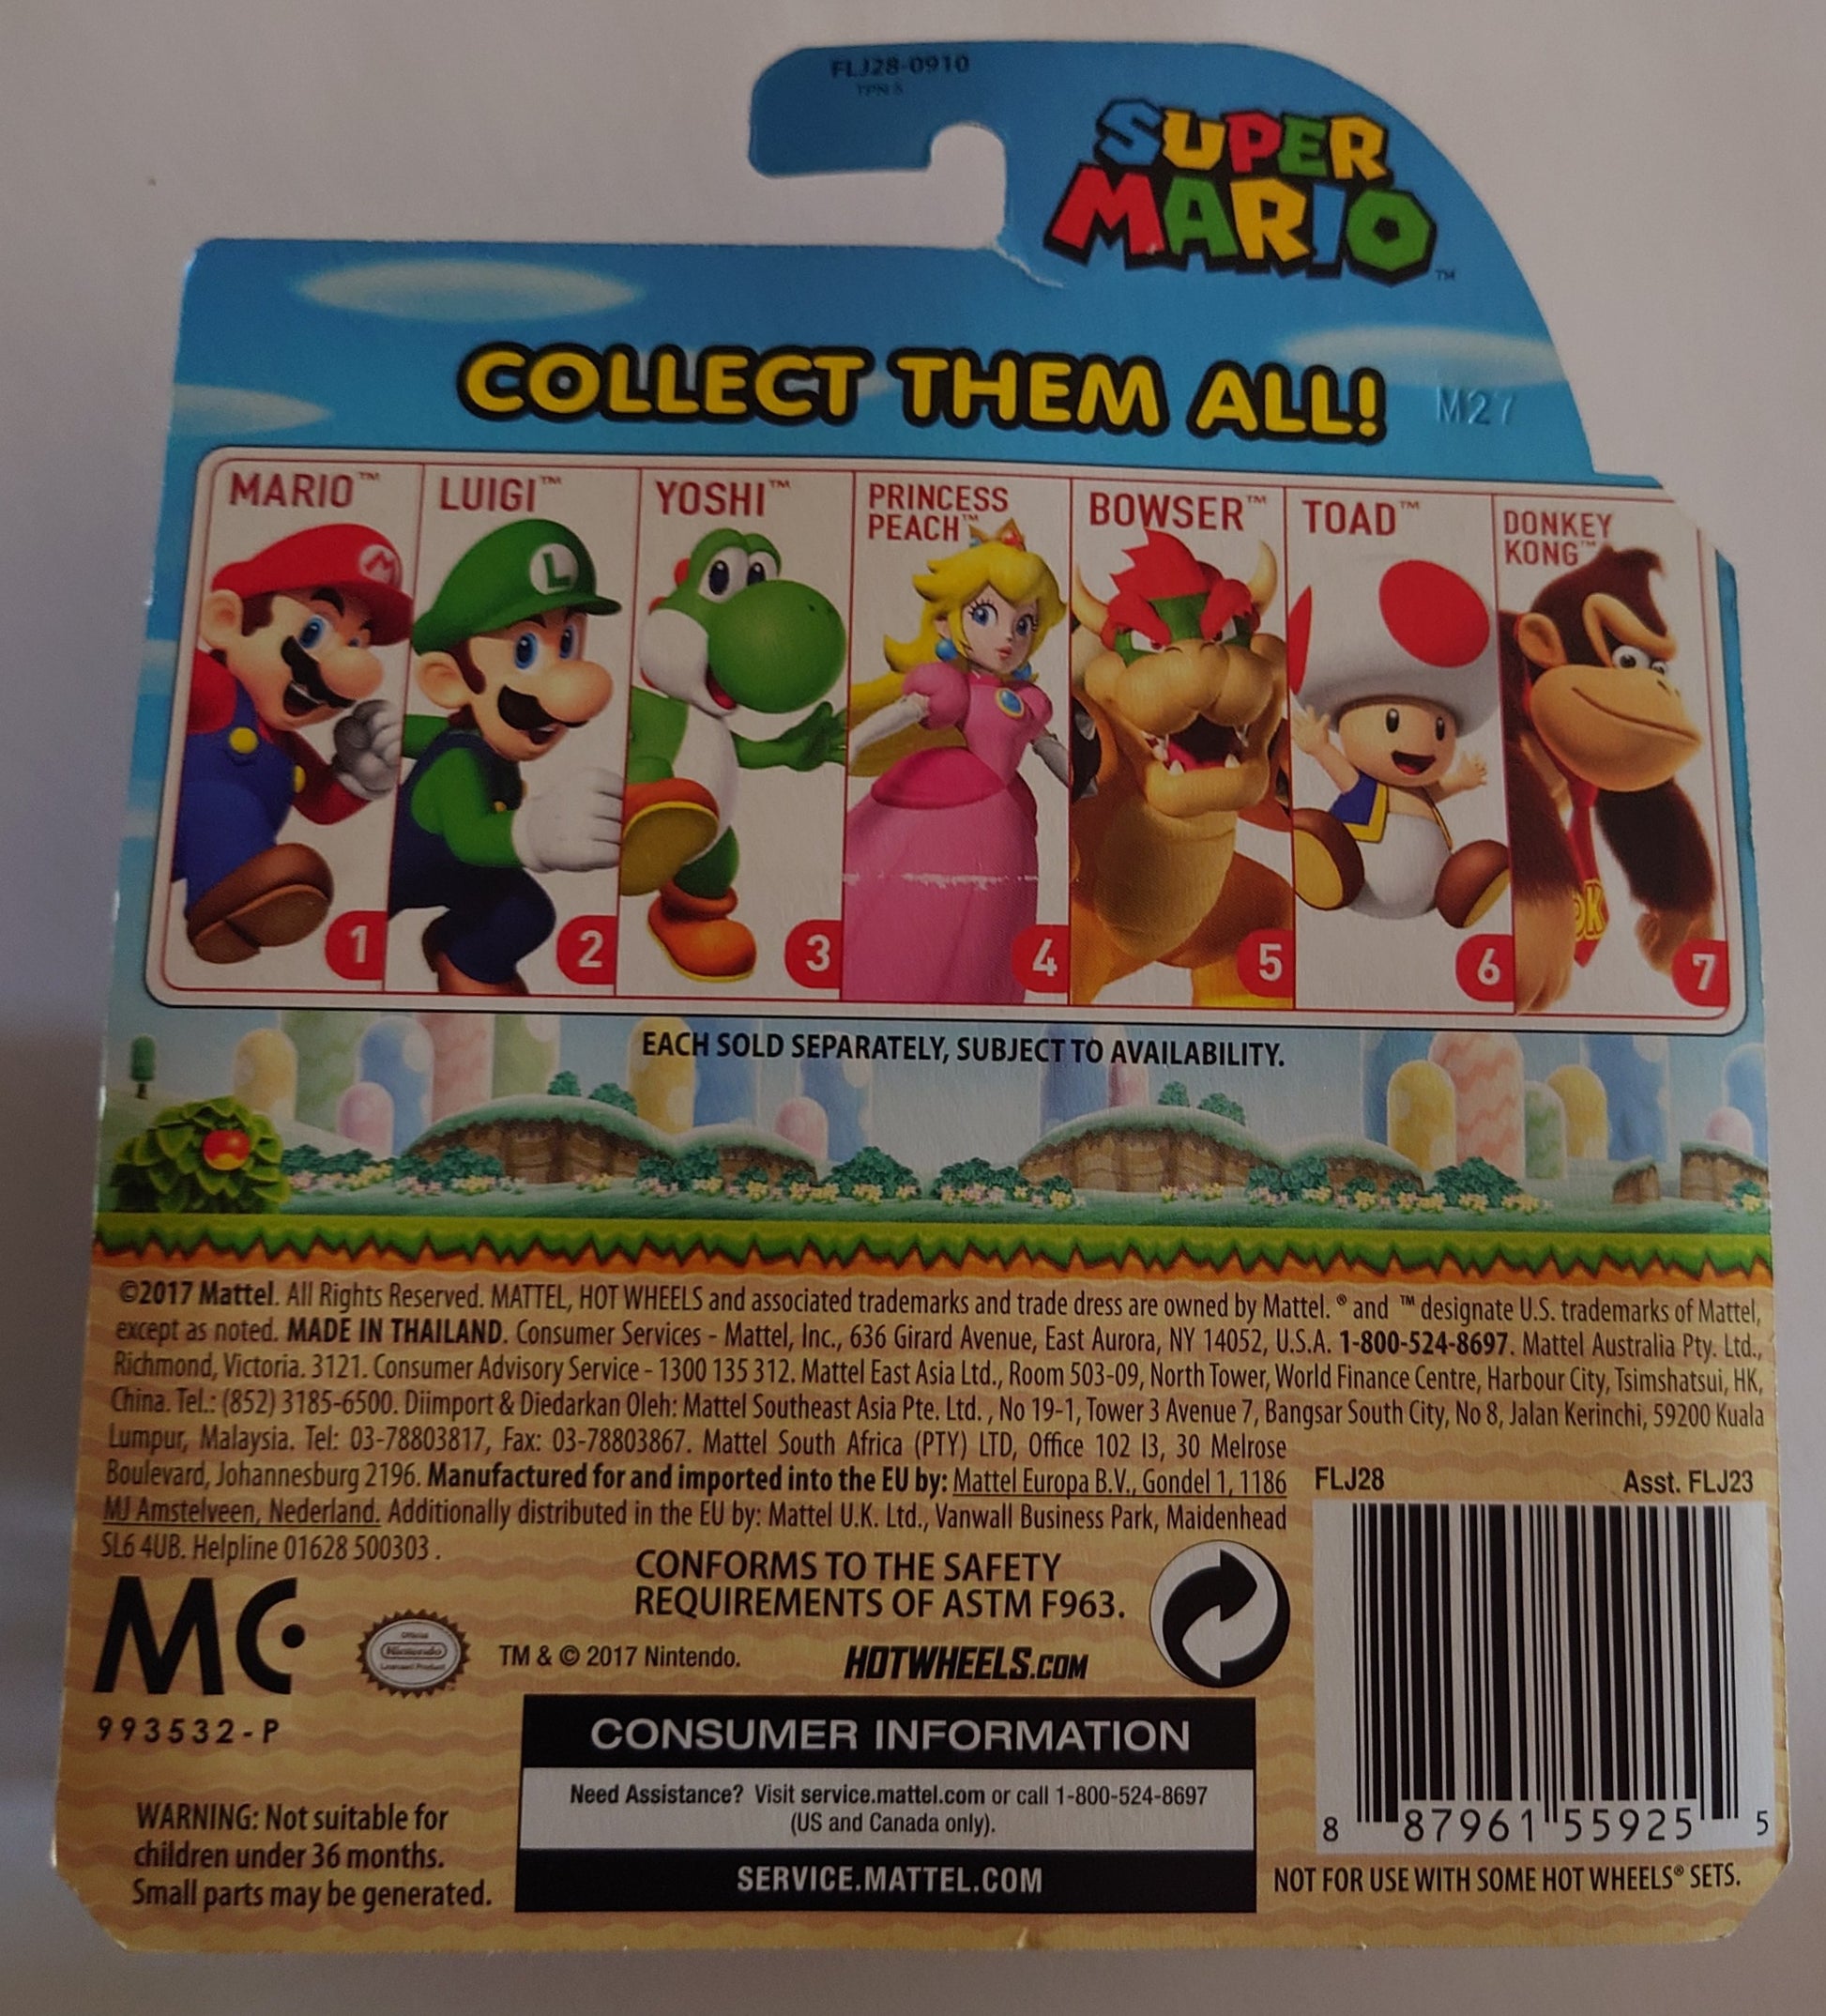 FLJ28-0910
SUPER
MARIO™
COLLECT THEM ALL!
M27
MARIO™
LUIGI™
YOSHI™
PRINCESS
PEACH™
BOWSER™
TOAD™
DONKEY
KONG™
M
L
DK
1
2
3
4
5
6
7
EACH SOLD SEPARATELY, SUBJECT TO AVAILABILITY.
©2017 Mattel. All Rights Reserved. MATTEL, HOT WHEELS and associated trademarks and trade dress are owned by Mattel. ® and ™ designate U.S. trademarks of Mattel,
except as noted. MADE IN THAILAND. Consumer Services - Mattel, Inc., 636 Girard Avenue, East Aurora, NY 14052, U.S.A. 1-800-524-8697. Mattel Australia Pty. Ltd.,
Richmond, Victoria. 3121. Consumer Advisory Service - 1300 135 312. Mattel East Asia Ltd., Room 503-09, North Tower, World Finance Centre, Harbour City, Tsimshatsui, HK,
China. Tel.: (852) 3185-6500. Diimport & Diedarkan Oleh: Mattel Southeast Asia Pte. Ltd. , No 19-1, Tower 3 Avenue 7, Bangsar South City, No 8, Jalan Kerinchi, 59200 Kuala
Lumpur, Malaysia. Tel: 03-78803817, Fax: 03-78803867. Mattel South Africa (PTY) LTD, Office 102 I3, 30 Melrose
Boulevard, Johannesburg 2196. Manufactured for and imported into the EU by: Mattel Europa B.V., Gondel 1, 1186
MJ Amstelveen, Nederland. Additionally distributed in the EU by: Mattel U.K. Ltd., Vanwall Business Park, Maidenhead
SL6 4UB. Helpline 01628 500303 .
FLJ28 Asst. FLJ23
CONFORMS TO THE SAFETY
REQUIREMENTS OF ASTM F963.
MC
Official
Nintendo
Licensed Product
TM & © 2017 Nintendo.
HOTWHEELS.COM
993532-P
CONSUMER INFORMATION
Need Assistance? Visit service.mattel.com or call 1-800-524-8697
(US and Canada only).
SERVICE.MATTEL.COM
WARNING: Not suitable for
children under 36 months.
Small parts may be generated.
8 87961 55925 5
NOT FOR USE WITH SOME HOT WHEELS® SETS.